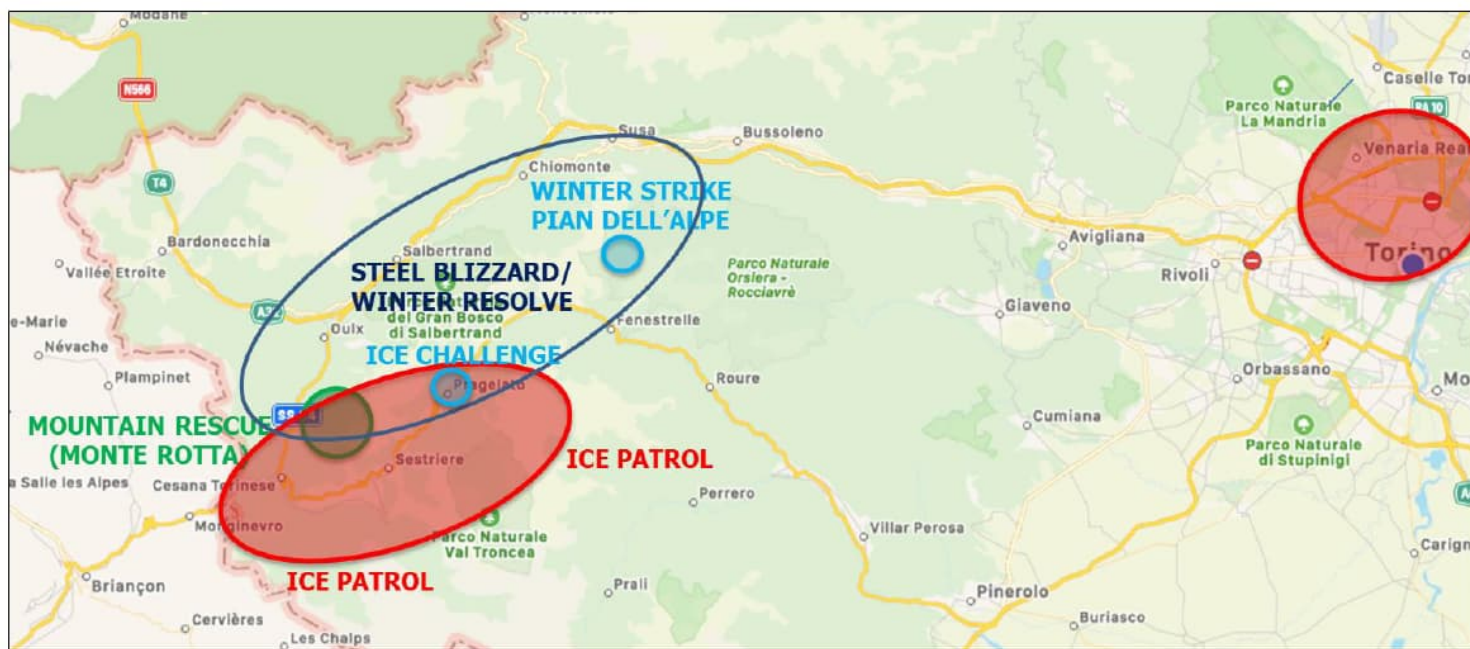 Modane
N566
Caselle Tor
Parco Naturale
La Mandria
RA 10
Susa
Bussoleno
Venaria Rea
Chiomonte
T4
WINTER STRIKE
PIAN DELL'ALPE
Bardonecchia
Salbertrand
Avigliana
Torino
Vallée Etroite
STEEL BLIZZARD/
WINTER RESOLVE
Parco Naturale
Orsiera -
Rocciavrè
Rivoli
del Gran Bosco
di Salbertrand
Giaveno
e-Marie
Oulx
Fenestrelle
Névache
ICE CHALLENGE
Plampinet
Pragelato
Roure
Orbassano
Mo
MOUNTAIN RESCUE
(MONTE ROTTA)
Cumiana
Parco Naturale
di Stupinigi
Sestriere
ICE PATROL
a Salle les Alpes
Cesana Torinese
Perrero
Monginevro
Villar Perosa
Parco Naturale
Val Troncea
Carign
Briançon
ICE PATROL
Prali
Pinerolo
Cervières
Buriasco
Les Chalps